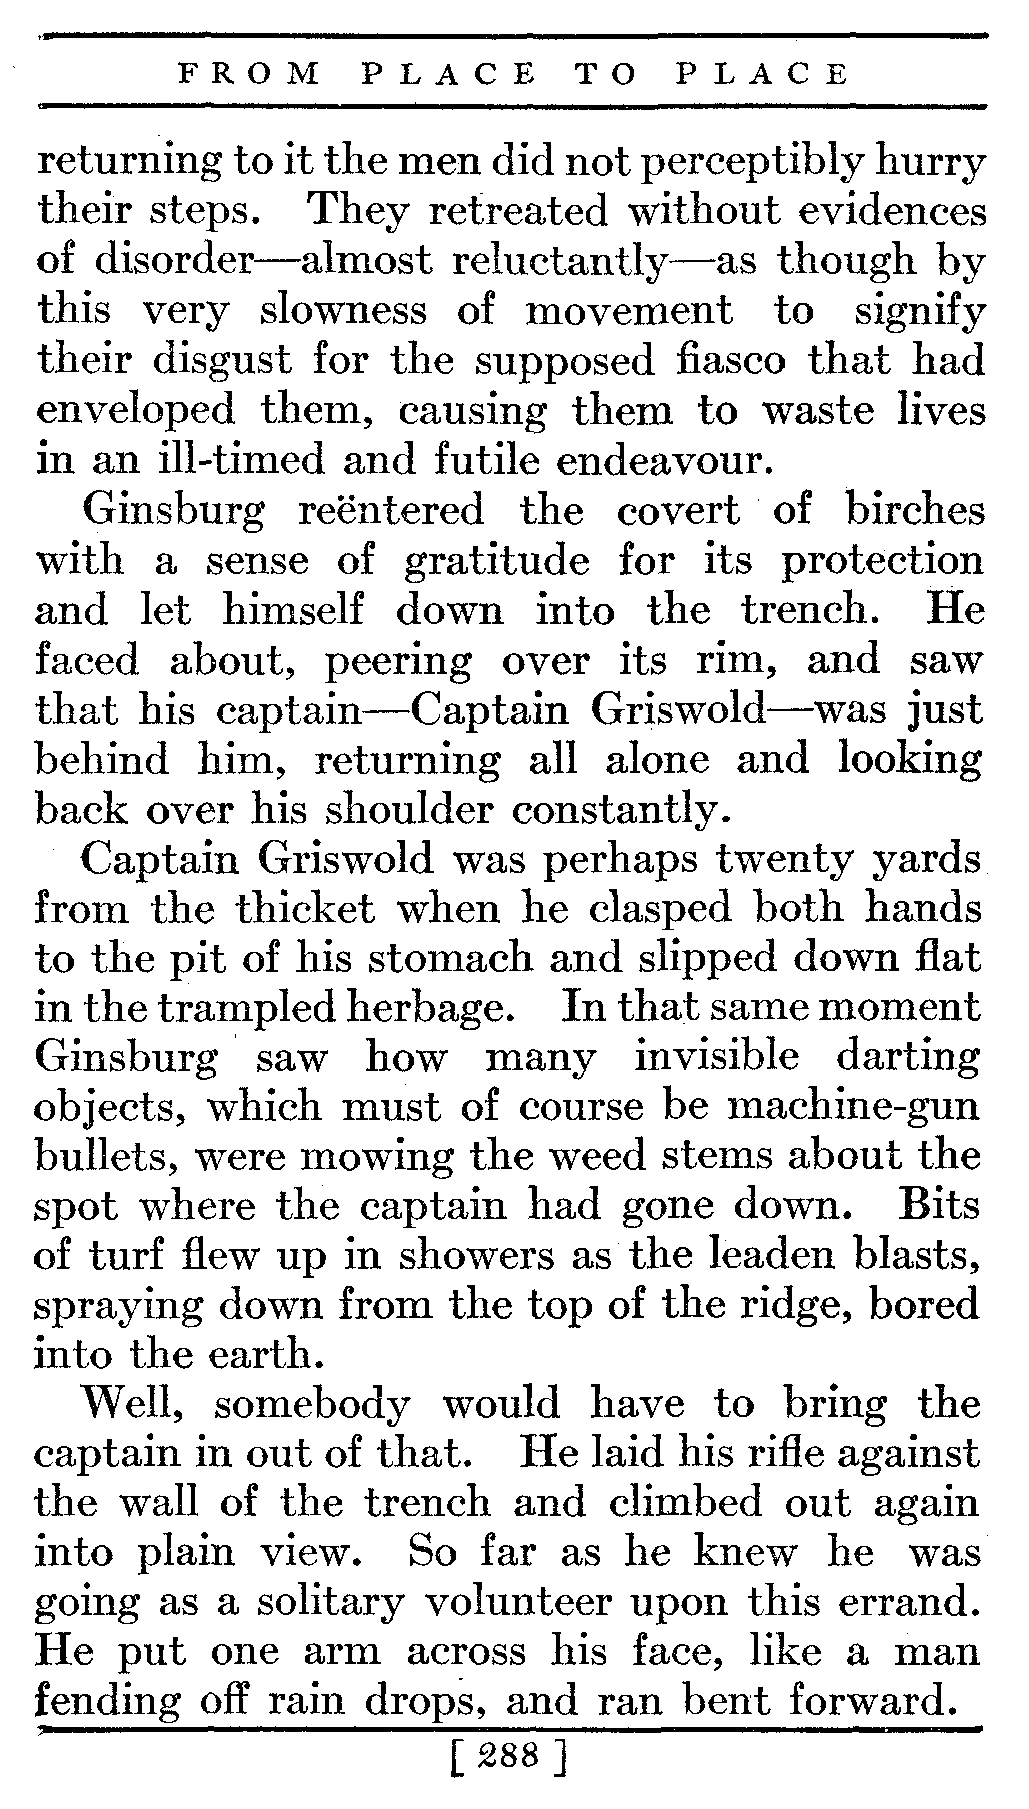 FROM PLACE TO PLACE
returning to it the men did not perceptibly hurry
their steps. They retreated without evidences
of disorder—almost reluctantly—as though by
this very slowness of movement to signify
their disgust for the supposed fiasco that had
enveloped them, causing them to waste lives
in an ill-timed and futile endeavour.
Ginsburg reëntered the covert of birches
with a sense of gratitude for its protection
and let himself down into the trench. He
faced about, peering over its rim, and saw
that his captain—Captain Griswold—was just
behind him, returning all alone and looking
back over his shoulder constantly.
Captain Griswold was perhaps twenty yards
from the thicket when he clasped both hands
to the pit of his stomach and slipped down flat
in the trampled herbage. In that same moment
Ginsburg saw how many invisible darting
objects, which must of course be machine-gun
bullets, were mowing the weed stems about the
spot where the captain had gone down. Bits
of turf flew up in showers as the leaden blasts,
spraying down from the top of the ridge, bored
into the earth.
Well, somebody would have to bring the
captain in out of that. He laid his rifle against
the wall of the trench and climbed out again
into plain view. So far as he knew he was
going as a solitary volunteer upon this errand.
He put one arm across his face, like a man
fending off rain drops, and ran bent forward.
[ 288 ]